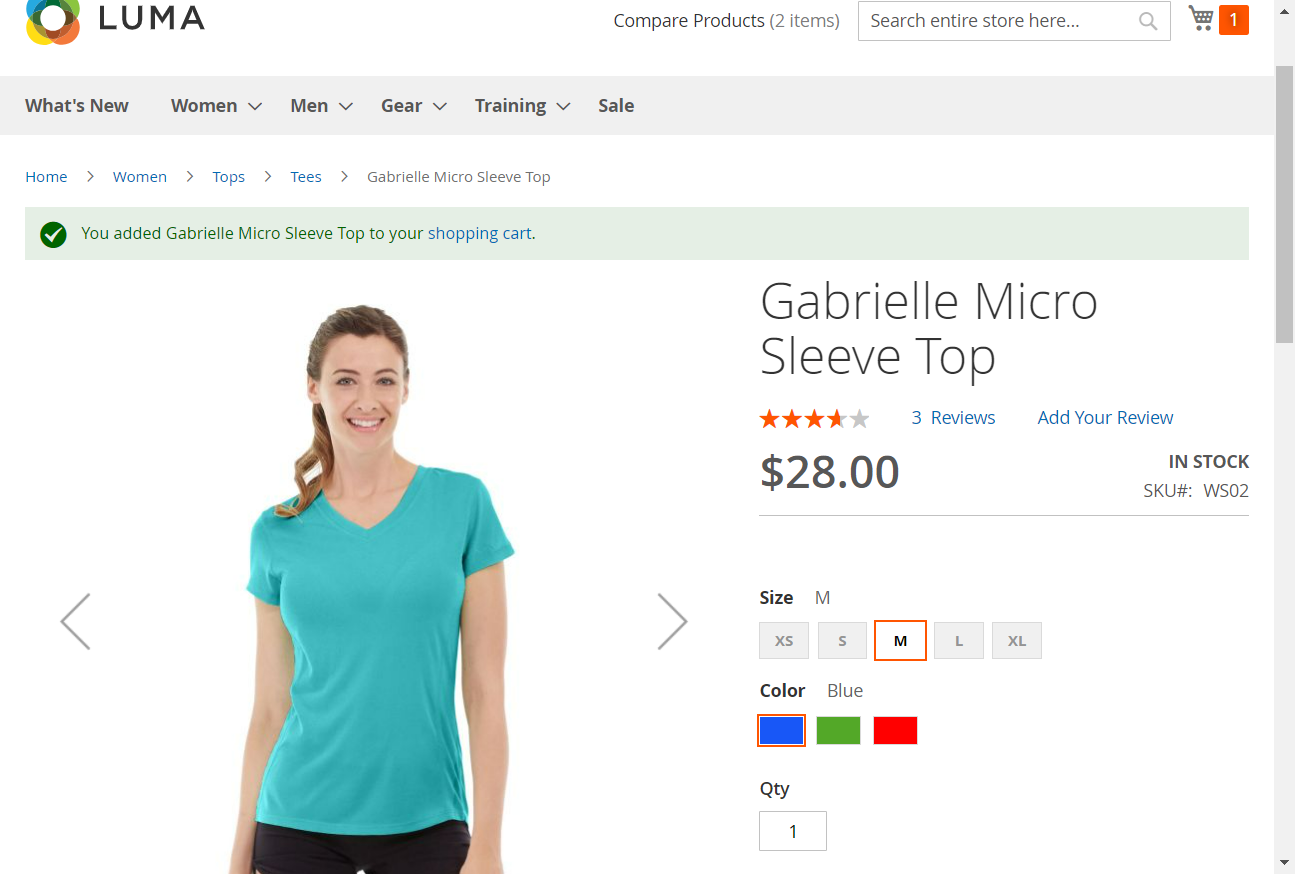 LUMA
Compare Products (2 items)
Search entire store here...
1
What's New Women Men Gear Training Sale
Home > Women > Tops > Tees > Gabrielle Micro Sleeve Top
You added Gabrielle Micro Sleeve Top to your shopping cart.
Gabrielle Micro
Sleeve Top
3 Reviews Add Your Review
$28.00
IN STOCK
SKU#: WS02
Size M
XS S M L XL
Color Blue
Qty
1